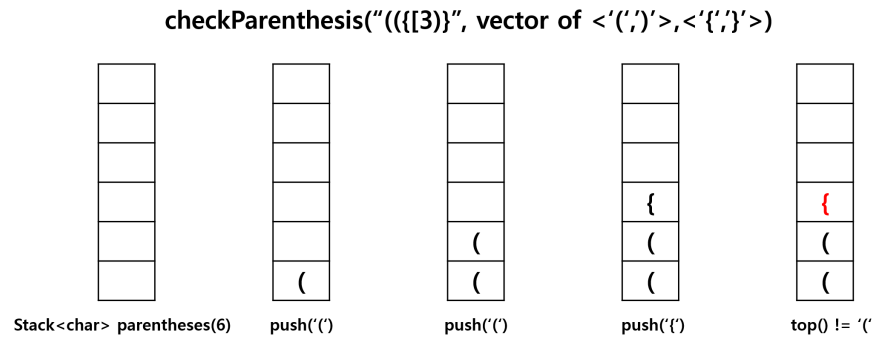 checkParenthesis(“(({[3)}”, vector of <‘(‘,’)’>,<‘{‘,’}’>)
{ {
( ( (
( ( ( (
Stack<char> parentheses(6) push(‘(‘) push(‘(‘) push(‘{‘) top() != ‘(‘